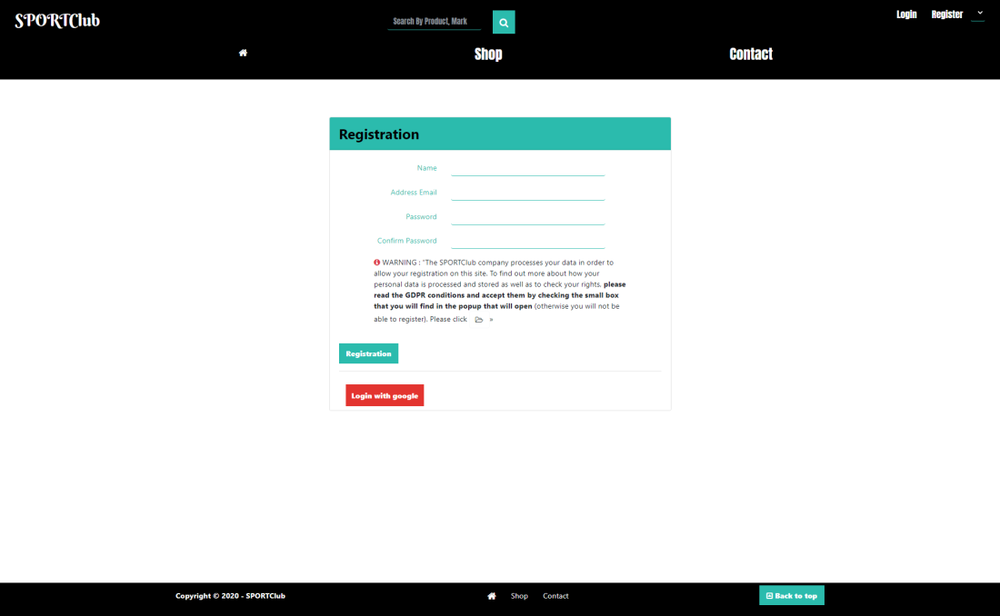 SPORTClub
Search By Product, Mark
Login Register
Shop Contact
Registration
Name
Address Email
Password
Confirm Password
WARNING : "The SPORTClub company processes your data in order to
allow your registration on this site. To find out more about how your
personal data is processed and stored as well as to check your rights, please
read the GDPR conditions and accept them by checking the small box
that you will find in the popup that will open (otherwise you will not be
able to register). Please click »
Registration
Login with google
Copyright © 2020 - SPORTClub Shop Contact Back to top